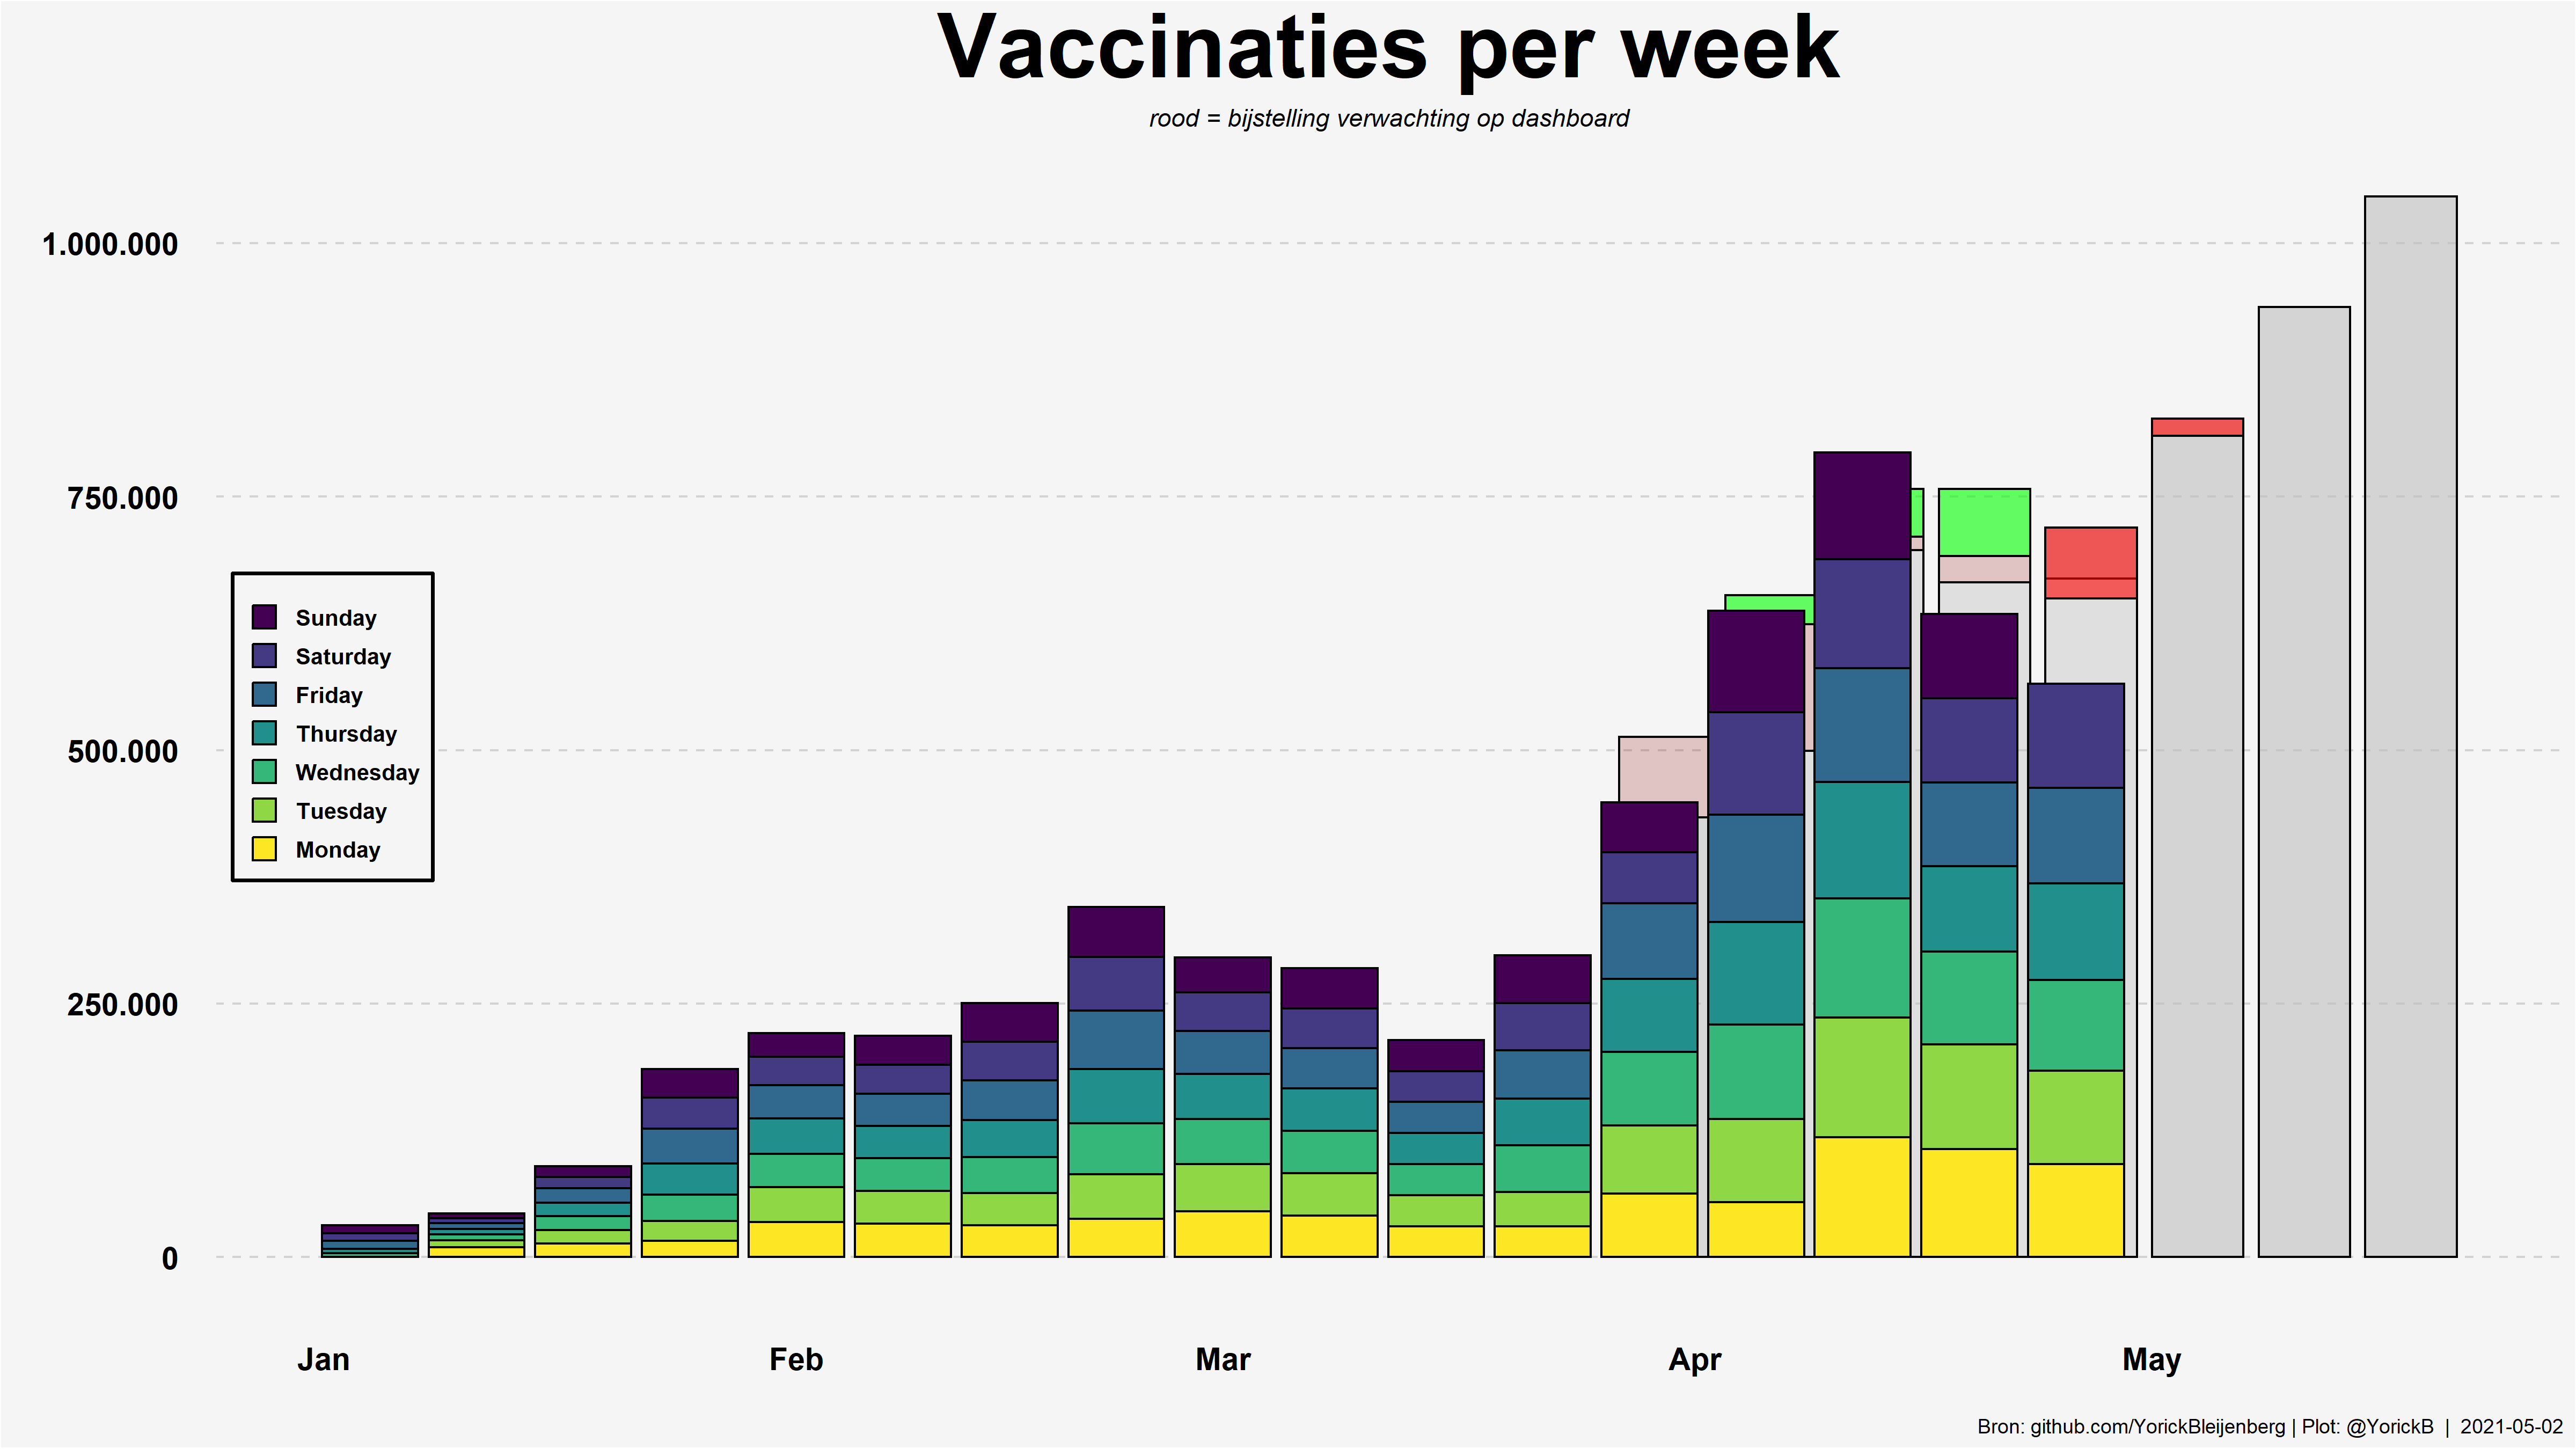 Vaccinaties per week
rood = bijstelling verwachting op dashboard
1.000.000
750.000
500.000
250.000
0
Sunday
Saturday
Friday
Thursday
Wednesday
Tuesday
Monday
Jan Feb Mar Apr May
Bron: github.com/YorickBleijenberg | Plot: @YorickB | 2021-05-02